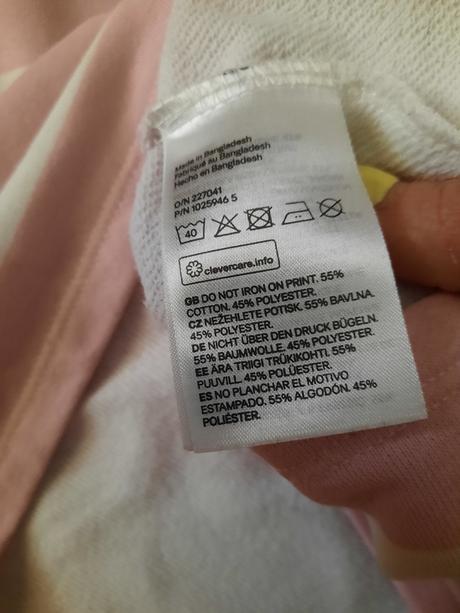 Made in Bangladesh
Fabriqué au Bangladesh
Hecho en Bangladesh
O/N 227041
P/N 1025946 5
40
clevercare.info
GB DO NOT IRON ON PRINT. 55%
COTTON. 45% POLYESTER.
CZ NEŽEHLETE POTISK. 55% BAVLNA.
45% POLYESTER.
DE NICHT ÜBER DEN DRUCK BÜGELN.
55% BAUMWOLLE. 45% POLYESTER.
EE ÄRA TRIIGI TRÜKIKOHTI. 55%
PUUVILL. 45% POLÜESTER.
ES NO PLANCHAR EL MOTIVO
ESTAMPADO. 55% ALGODÓN. 45%
POLIÉSTER.